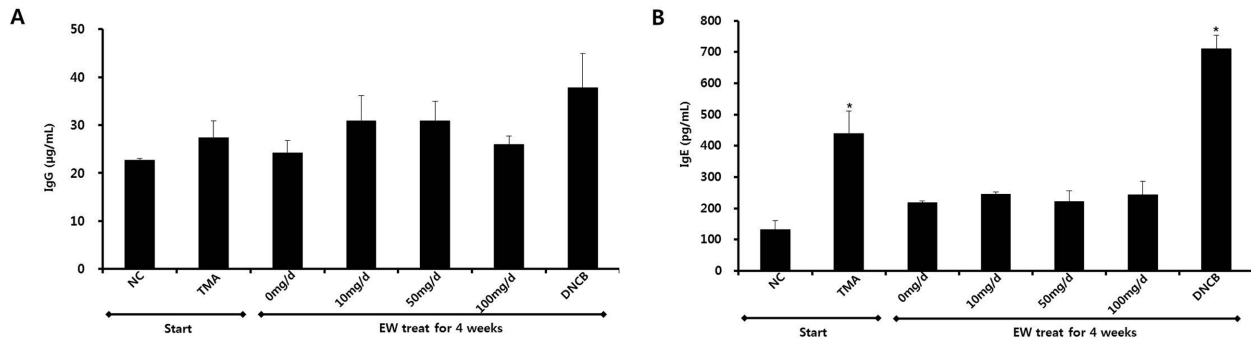 A
IgG (µg/mL)
50
40
30
20
10
0
NC
TMA
0mg/d
10mg/d
50mg/d
100mg/d
DNCB
Start
EW treat for 4 weeks
B
IgE (pg/mL)
800
700
600
500
400
300
200
100
0
*
*
NC
TMA
0mg/d
10mg/d
50mg/d
100mg/d
DNCB
Start
EW treat for 4 weeks